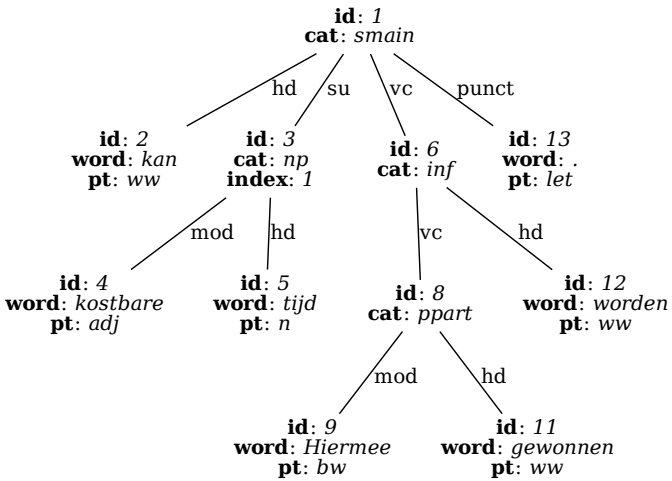 id: 1
cat: smain
hd
su
vc
punct
id: 2
word: kan
pt: ww
id: 3
cat: np
index: 1
id: 6
cat: inf
id: 13
word: .
pt: let
mod
hd
vc
hd
id: 4
word: kostbare
pt: adj
id: 5
word: tijd
pt: n
id: 8
cat: ppart
id: 12
word: worden
pt: ww
mod
hd
id: 9
word: Hiermee
pt: bw
id: 11
word: gewonnen
pt: ww